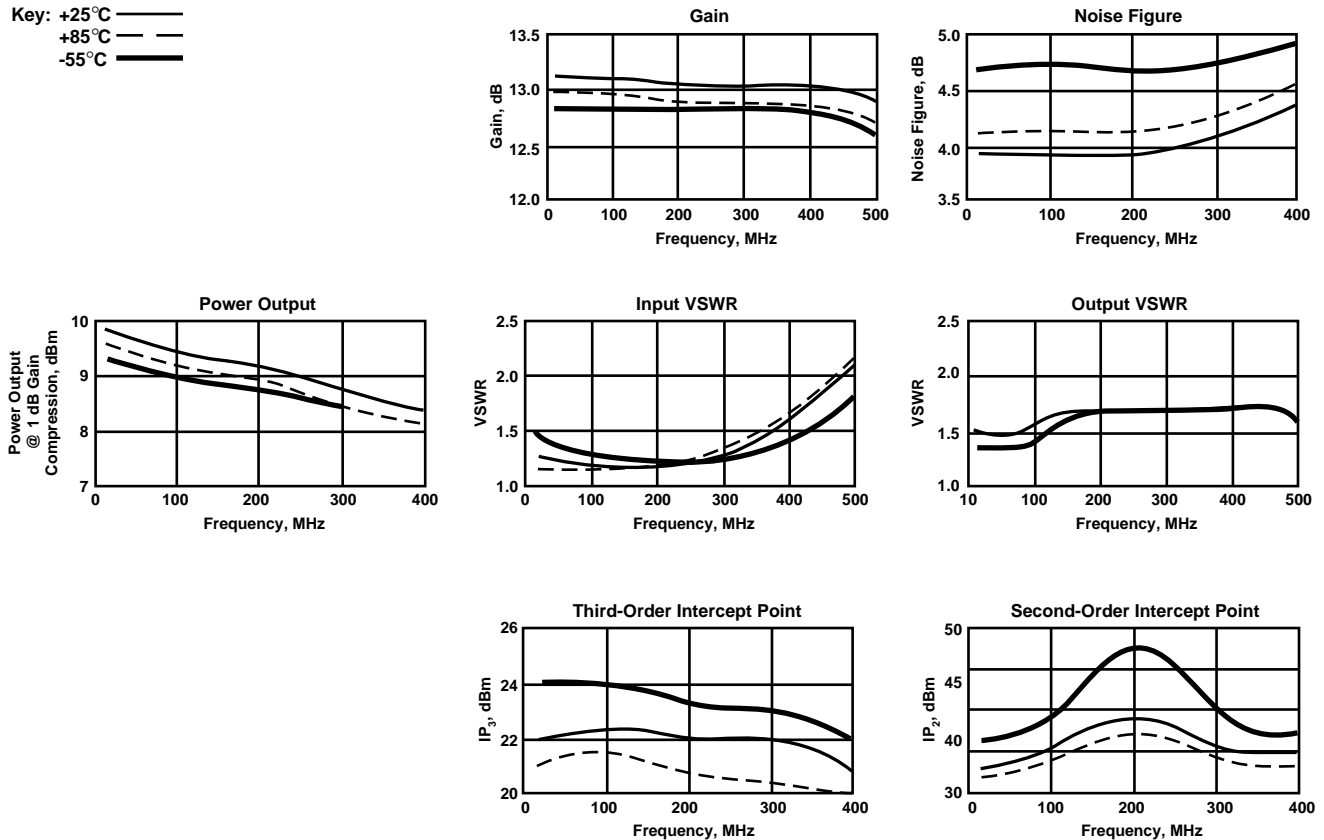 Key: +25°C
+85°C
-55°C
Gain
13.5
13.0
12.5
12.0
Gain, dB
0 100 200 300 400 500
Frequency, MHz
Noise Figure
5.0
4.5
4.0
3.5
Noise Figure, dB
0 100 200 300 400
Frequency, MHz
Power Output
10
9
8
7
Power Output
@ 1 dB Gain
Compression, dBm
0 100 200 300 400
Frequency, MHz
Input VSWR
2.5
2.0
1.5
1.0
VSWR
0 100 200 300 400 500
Frequency, MHz
Output VSWR
2.5
2.0
1.5
1.0
VSWR
10 100 200 300 400 500
Frequency, MHz
Third-Order Intercept Point
26
24
22
20
IP3, dBm
0 100 200 300 400
Frequency, MHz
Second-Order Intercept Point
50
45
40
30
IP2, dBm
0 100 200 300 400
Frequency, MHz